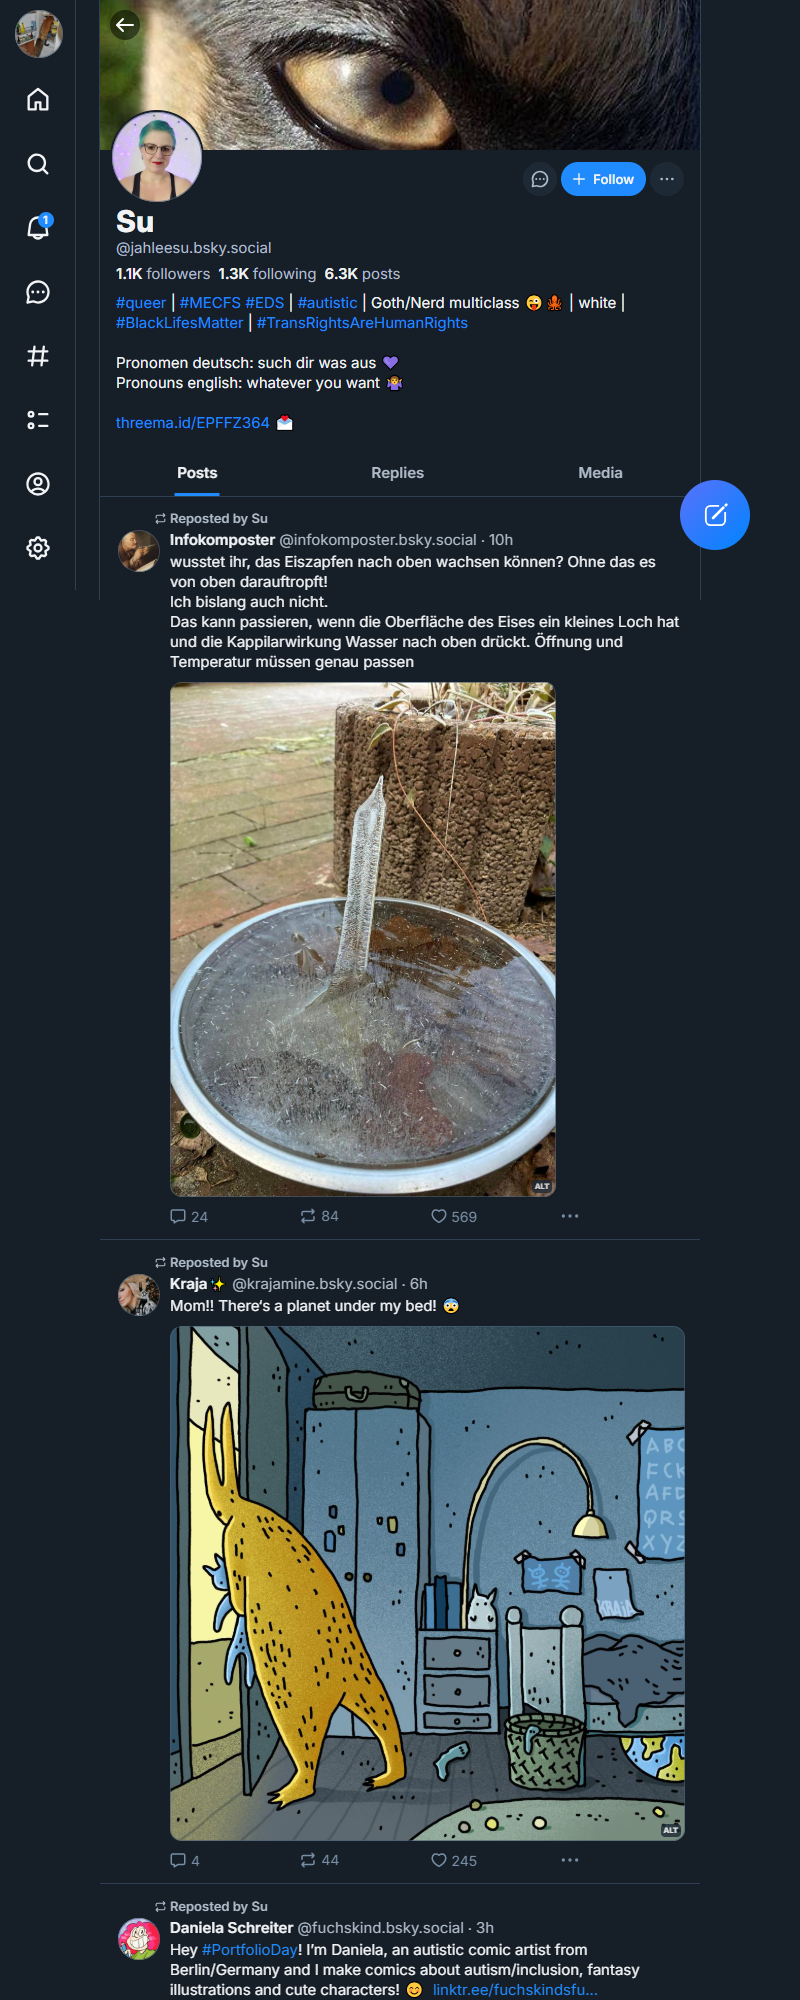 1
Follow
Su
@jahleesu.bsky.social
1.1K followers 1.3K following 6.3K posts
#queer | #MECFS #EDS | #autistic | Goth/Nerd multiclass 😜 🐙 | white |
#BlackLifesMatter | #TransRightsAreHumanRights
Pronomen deutsch: such dir was aus 💜
Pronouns english: whatever you want 🤷🏽‍♀️
threema.id/EPFFZ364 💌
Posts Replies Media
Reposted by Su
Infokomposter @infokomposter.bsky.social · 10h
wusstet ihr, das Eiszapfen nach oben wachsen können? Ohne das es
von oben darauftropft!
Ich bislang auch nicht.
Das kann passieren, wenn die Oberfläche des Eises ein kleines Loch hat
und die Kappilarwirkung Wasser nach oben drückt. Öffnung und
Temperatur müssen genau passen
ALT
24 84 569
Reposted by Su
Kraja✨ @krajamine.bsky.social · 6h
Mom!! There's a planet under my bed! 😨
ABC
FCK
AFD
QRS
XYZ
KRAJA
ALT
4 44 245
Reposted by Su
Daniela Schreiter @fuchskind.bsky.social · 3h
Hey #PortfolioDay! I'm Daniela, an autistic comic artist from
Berlin/Germany and I make comics about autism/inclusion, fantasy
illustrations and cute characters! 😊 linktr.ee/fuchskindsfu...